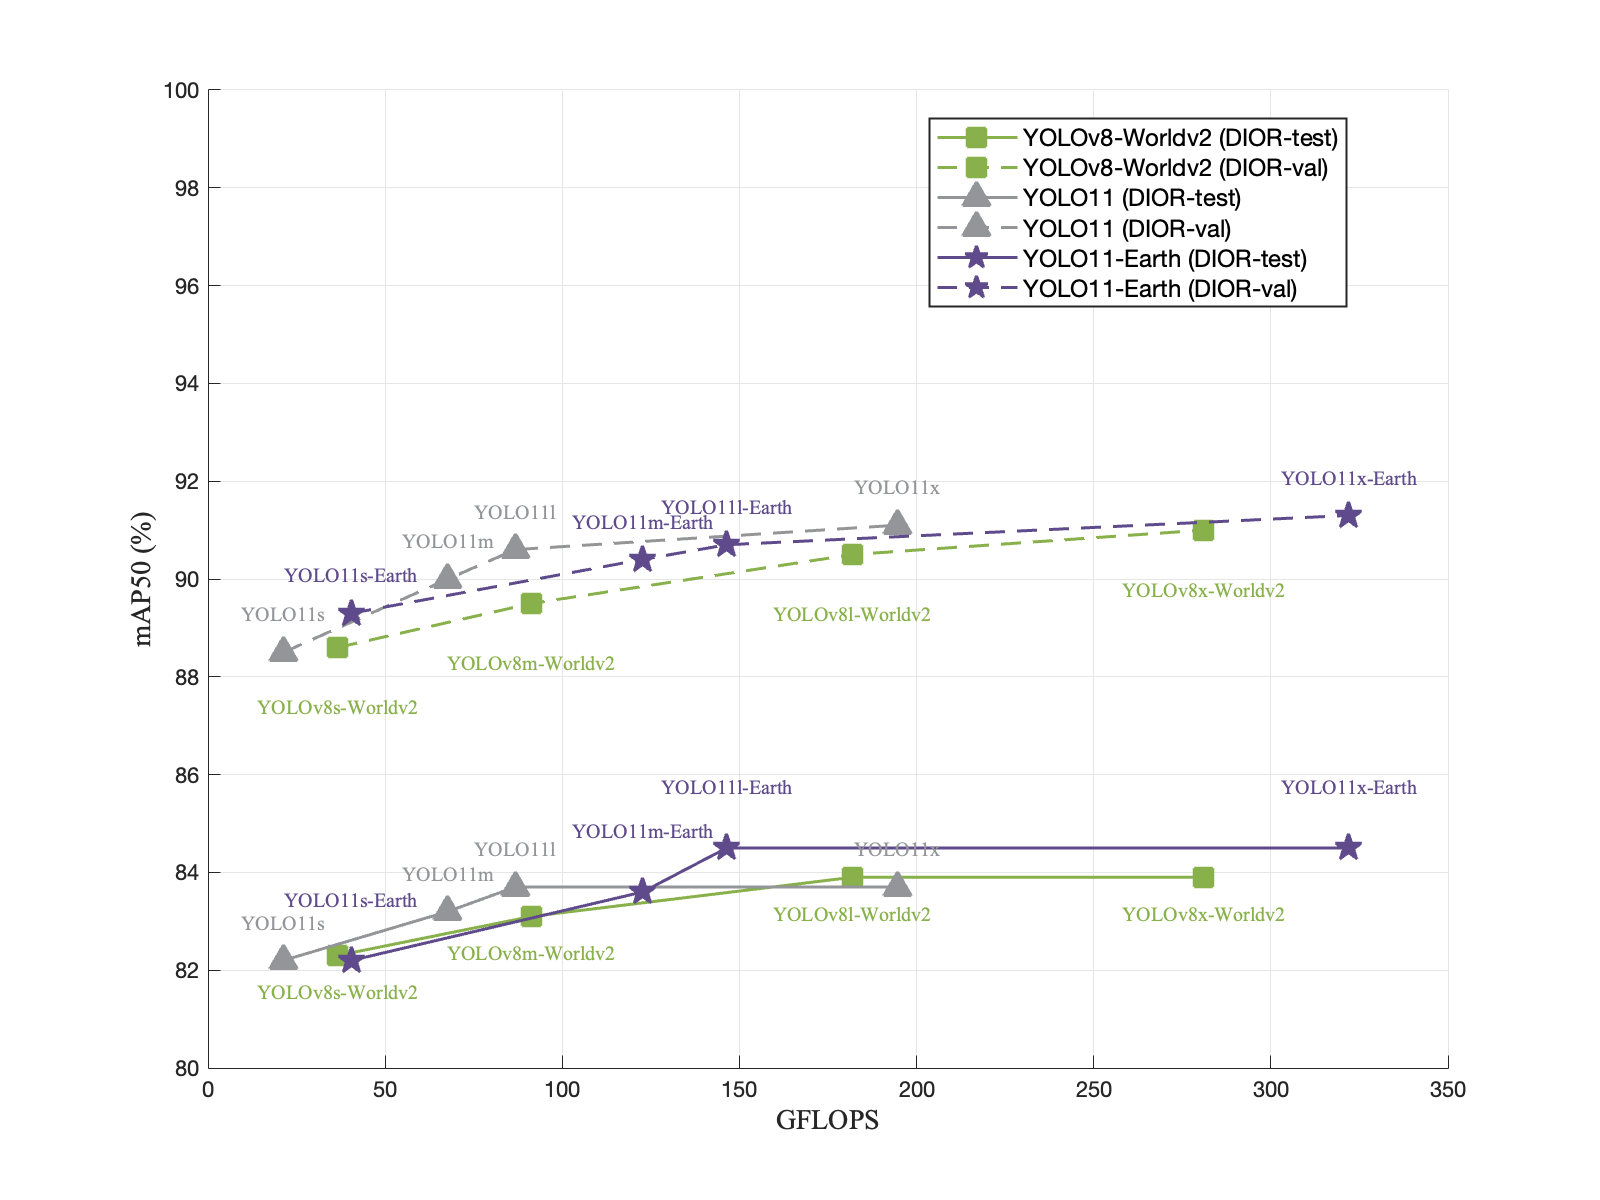 100
98
96
94
92
90
88
86
84
82
80
mAP50 (%)
YOLOv8-Worldv2 (DIOR-test)
YOLOv8-Worldv2 (DIOR-val)
YOLO11 (DIOR-test)
YOLO11 (DIOR-val)
YOLO11-Earth (DIOR-test)
YOLO11-Earth (DIOR-val)
YOLO11x-Earth
YOLO11x
YOLO11l-Earth
YOLO11l
YOLO11m-Earth
YOLO11m
YOLO11s-Earth
YOLOv8x-Worldv2
YOLO11s
YOLOv8l-Worldv2
YOLOv8m-Worldv2
YOLOv8s-Worldv2
YOLO11l-Earth
YOLO11x-Earth
YOLO11m-Earth
YOLO11l
YOLO11x
YOLO11m
YOLO11s-Earth
YOLOv8l-Worldv2
YOLOv8x-Worldv2
YOLO11s
YOLOv8m-Worldv2
YOLOv8s-Worldv2
0 50 100 150 200 250 300 350
GFLOPS